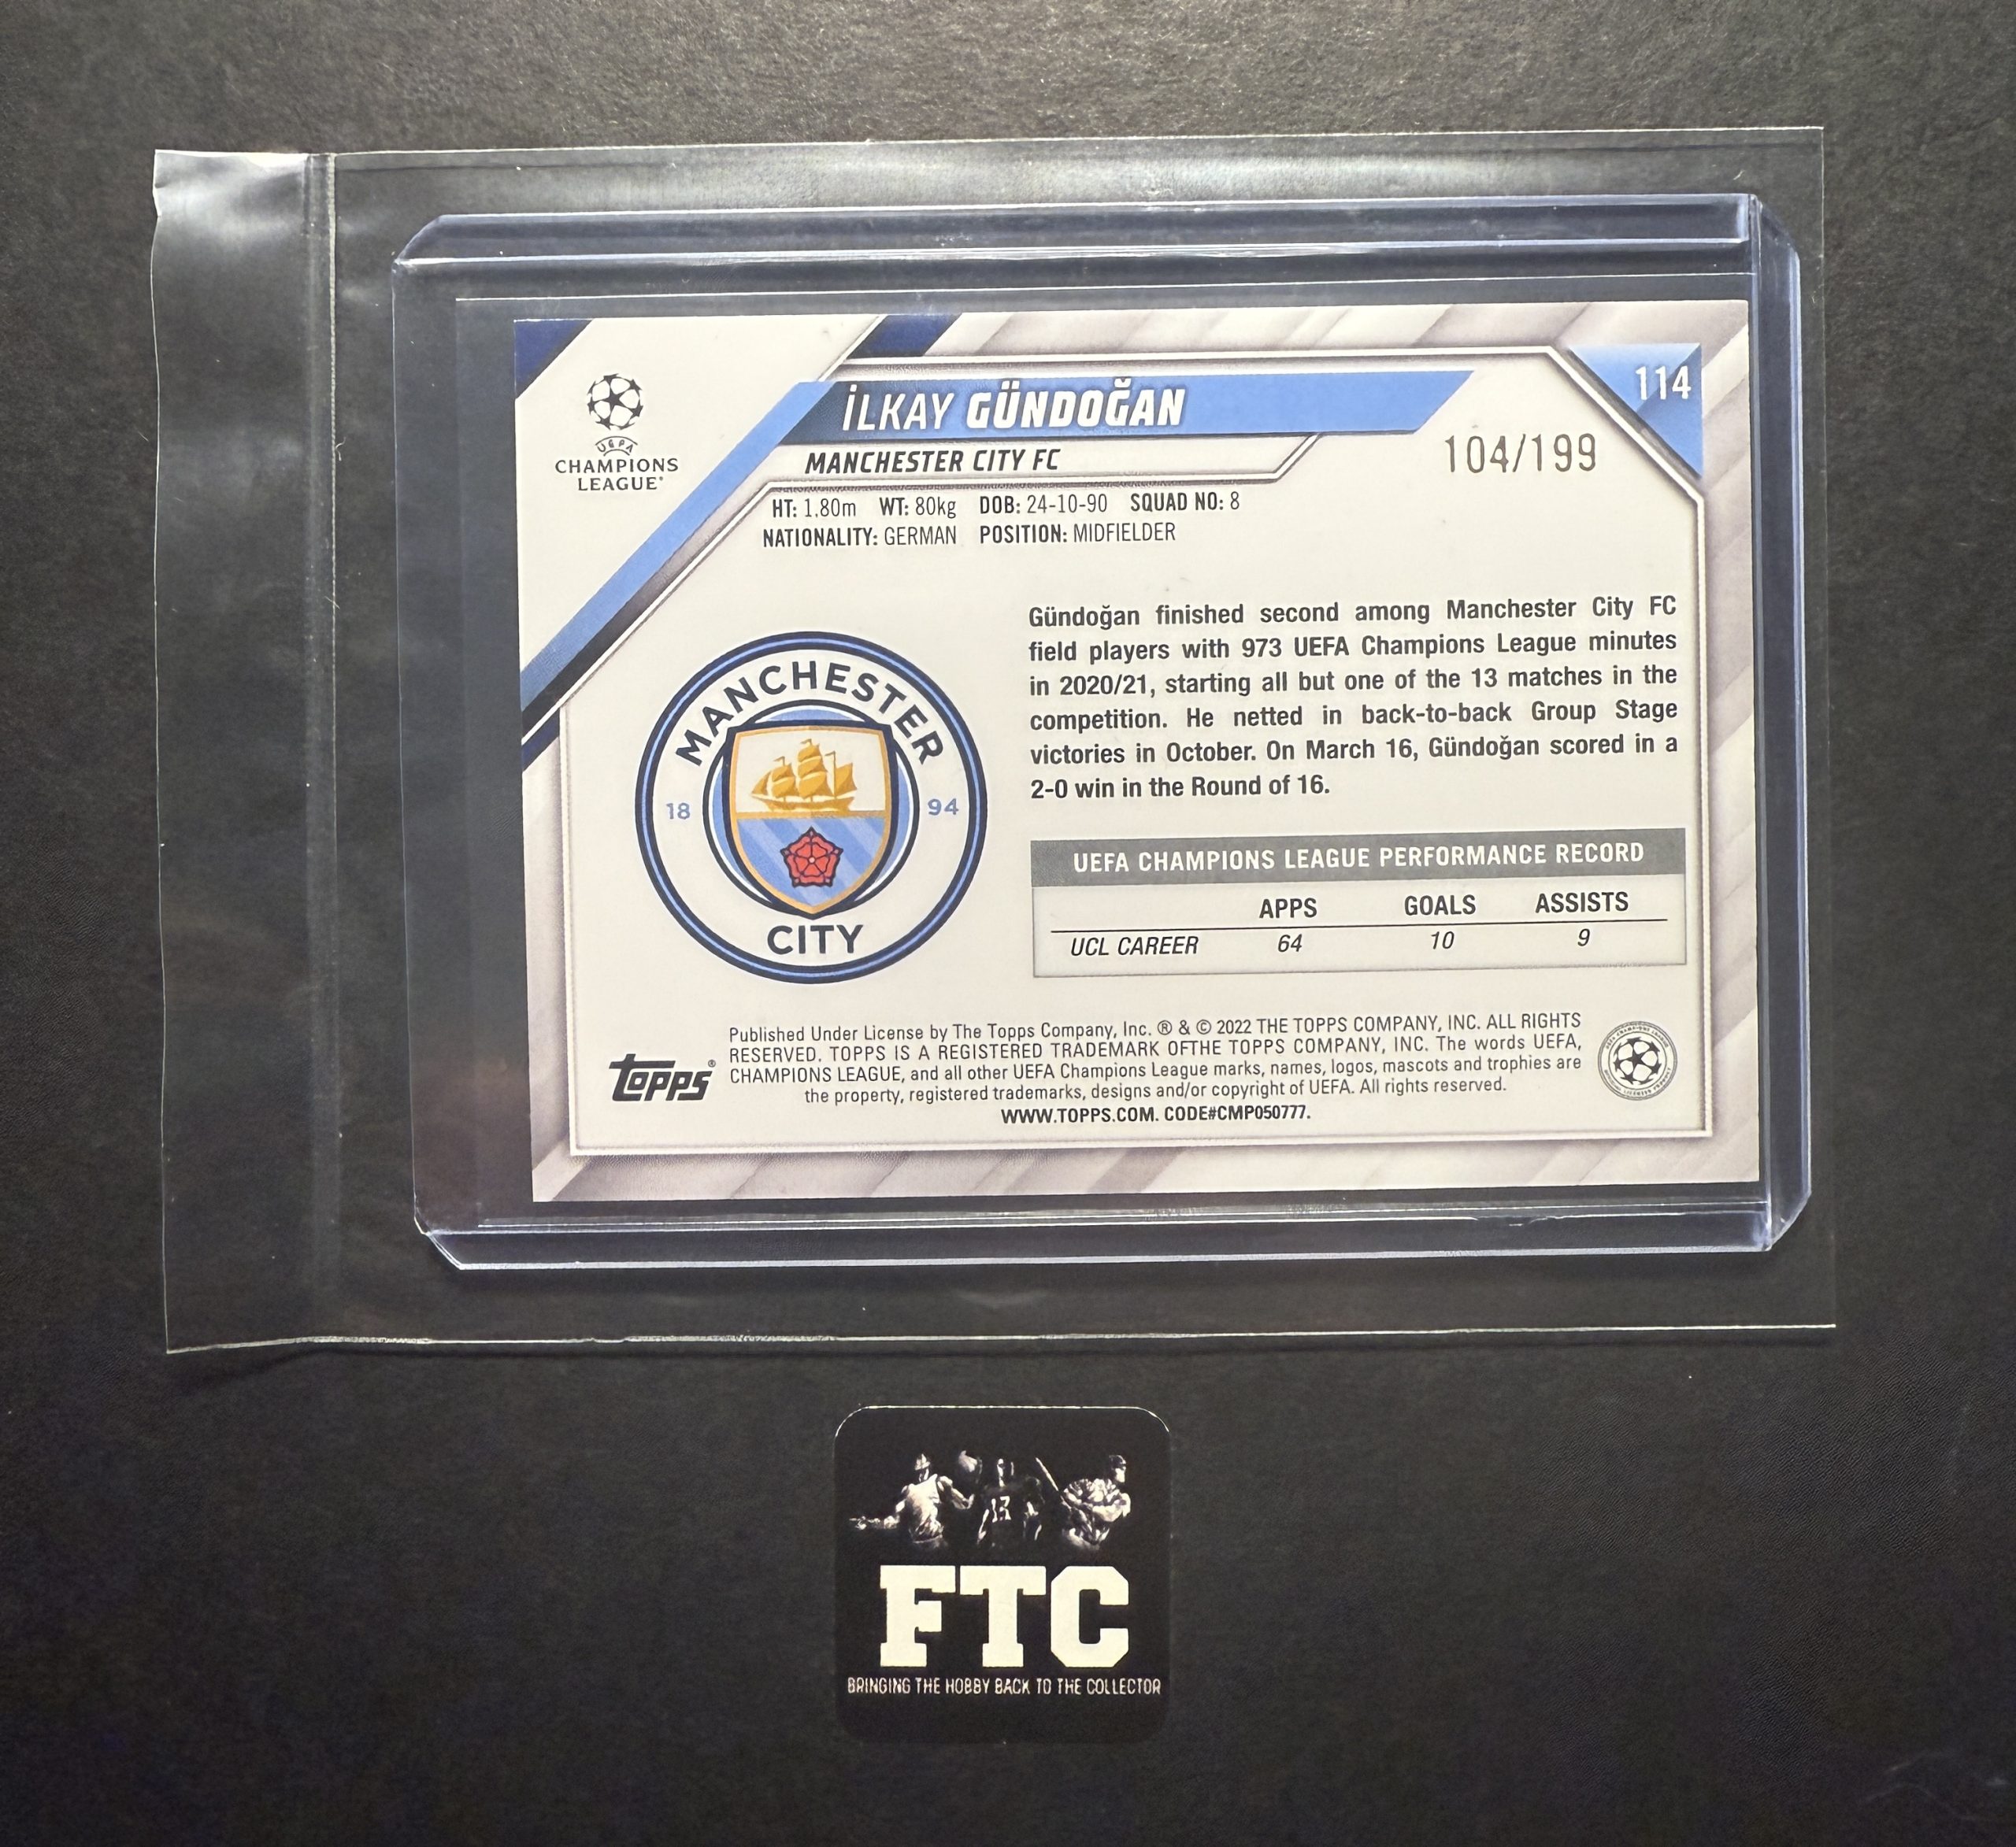 114
İLKAY GÜNDOĞAN
104/199
MANCHESTER CITY FC
UEFA
CHAMPIONS
LEAGUE®
HT: 1.80m WT: 80kg DOB: 24-10-90 SQUAD NO: 8
NATIONALITY: GERMAN POSITION: MIDFIELDER
Gündoğan finished second among Manchester City FC
field players with 973 UEFA Champions League minutes
in 2020/21, starting all but one of the 13 matches in the
competition. He netted in back-to-back Group Stage
victories in October. On March 16, Gündoğan scored in a
2-0 win in the Round of 16.
MANCHESTER
18 94
CITY
UEFA CHAMPIONS LEAGUE PERFORMANCE RECORD
APPS GOALS ASSISTS
UCL CAREER 64 10 9
Published Under License by The Topps Company, Inc. ® & © 2022 THE TOPPS COMPANY, INC. ALL RIGHTS
RESERVED. TOPPS IS A REGISTERED TRADEMARK OFTHE TOPPS COMPANY, INC. The words UEFA,
CHAMPIONS LEAGUE, and all other UEFA Champions League marks, names, logos, mascots and trophies are
the property, registered trademarks, designs and/or copyright of UEFA. All rights reserved.
WWW.TOPPS.COM. CODE#CMP050777.
topps®
13
FTC
BRINGING THE HOBBY BACK TO THE COLLECTOR